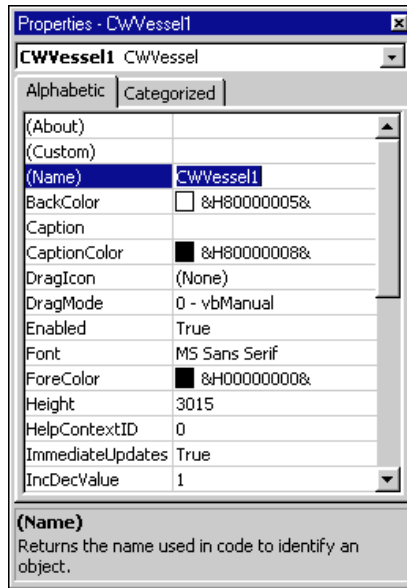 Properties - CWVessel1
CWVessel1 CWVessel
Alphabetic Categorized
(About)
(Custom)
(Name) CWVessel1
BackColor &H80000005&
Caption
CaptionColor &H80000008&
DragIcon (None)
DragMode 0 - vbManual
Enabled True
Font MS Sans Serif
ForeColor &H00000000&
Height 3015
HelpContextID 0
ImmediateUpdates True
IncDecValue 1
(Name)
Returns the name used in code to identify an
object.